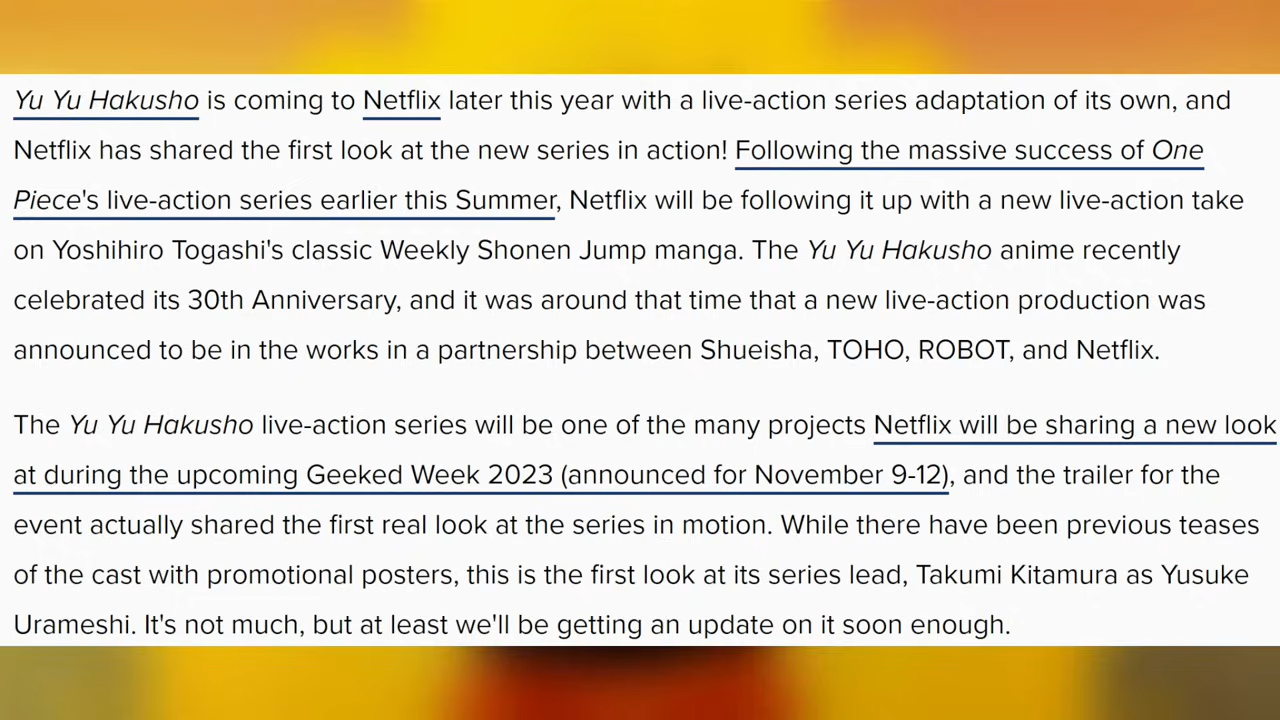 Yu Yu Hakusho is coming to Netflix later this year with a live-action series adaptation of its own, and
Netflix has shared the first look at the new series in action! Following the massive success of One
Piece's live-action series earlier this Summer, Netflix will be following it up with a new live-action take
on Yoshihiro Togashi's classic Weekly Shonen Jump manga. The Yu Yu Hakusho anime recently
celebrated its 30th Anniversary, and it was around that time that a new live-action production was
announced to be in the works in a partnership between Shueisha, TOHO, ROBOT, and Netflix.
The Yu Yu Hakusho live-action series will be one of the many projects Netflix will be sharing a new look
at during the upcoming Geeked Week 2023 (announced for November 9-12), and the trailer for the
event actually shared the first real look at the series in motion. While there have been previous teases
of the cast with promotional posters, this is the first look at its series lead, Takumi Kitamura as Yusuke
Urameshi. It's not much, but at least we'll be getting an update on it soon enough.